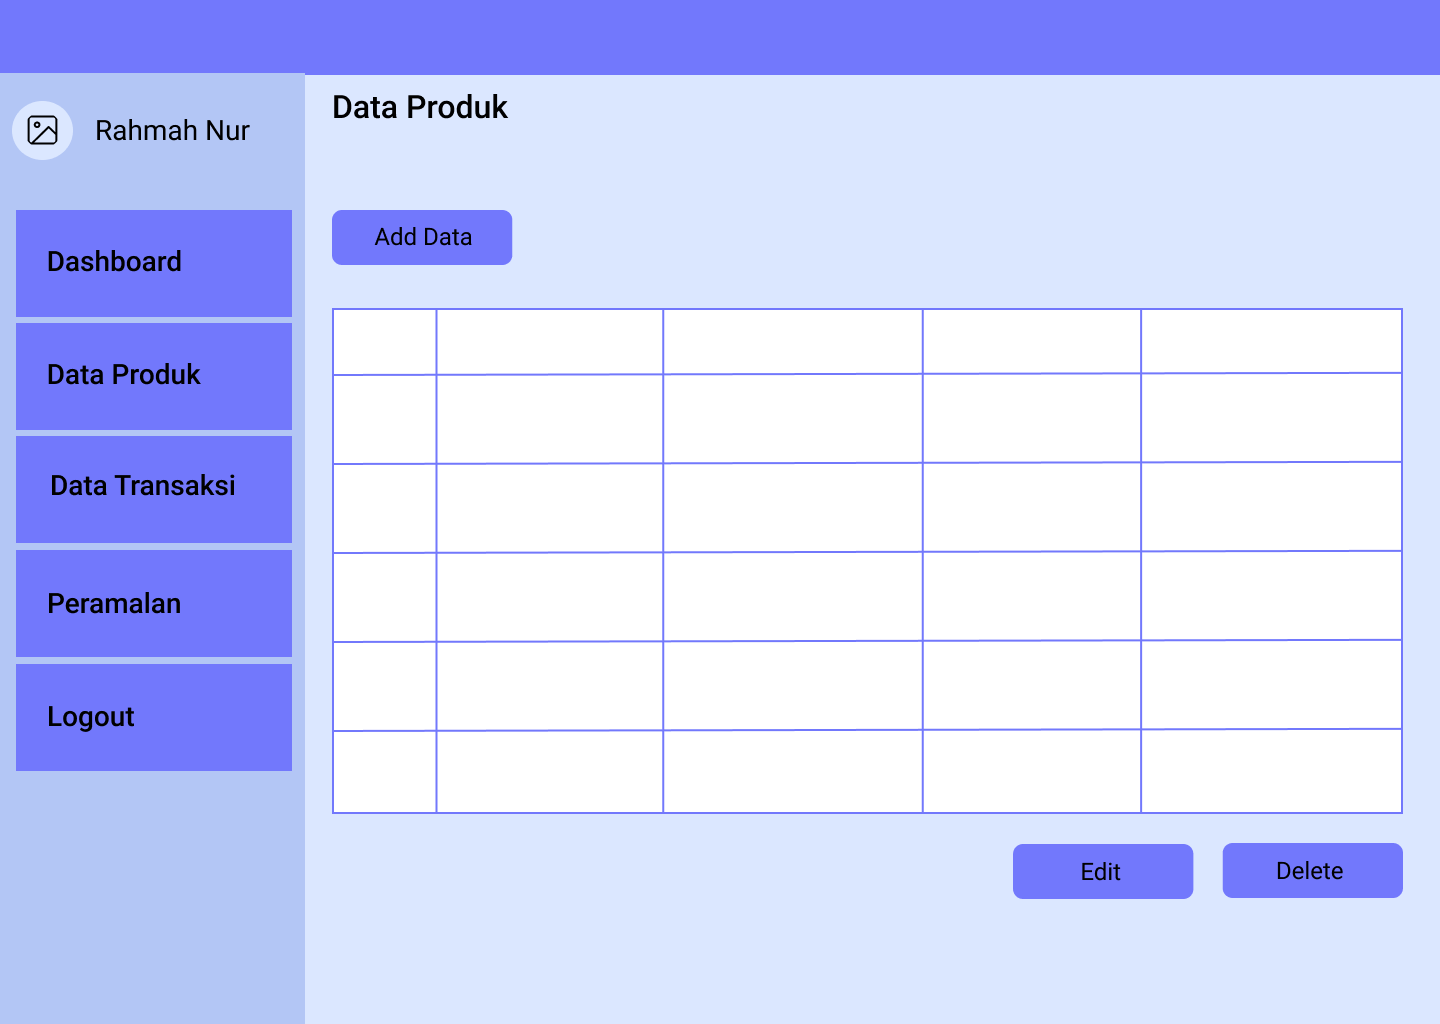 Data Produk
Rahmah Nur
Dashboard
Data Produk
Data Transaksi
Peramalan
Logout
Add Data
Edit
Delete